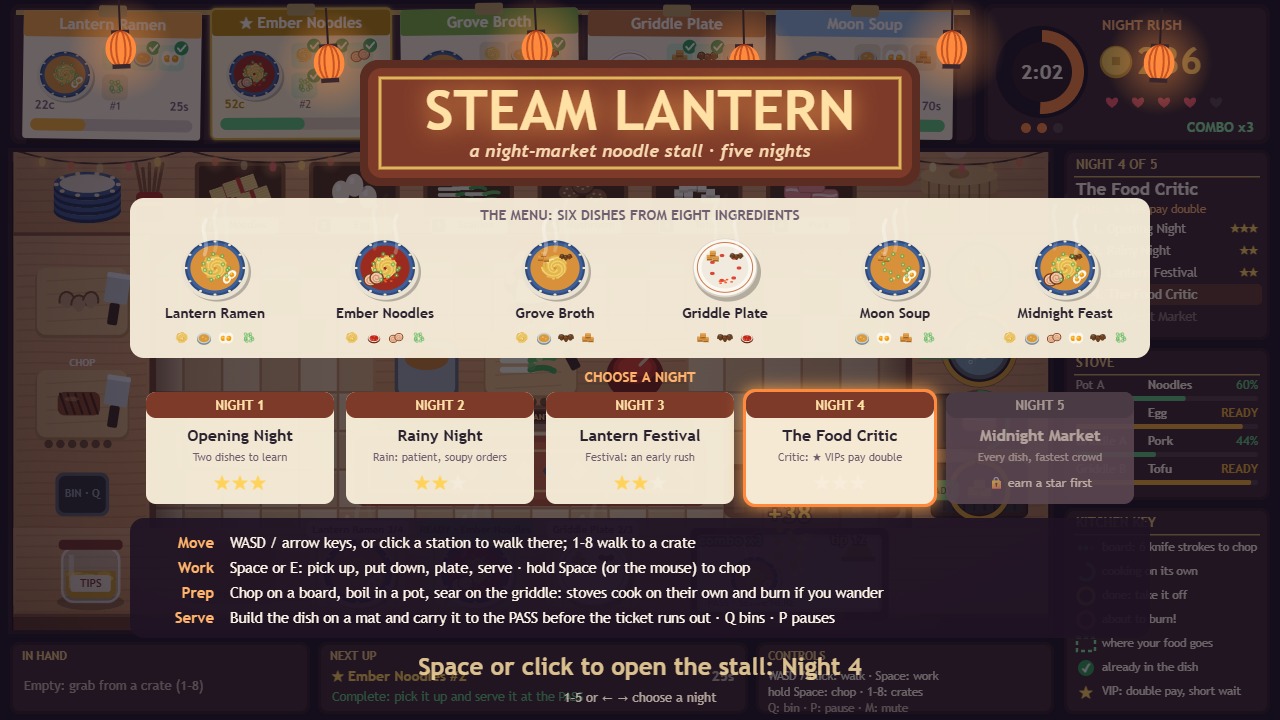 Lantern Ramen
★ Ember Noodles
Grove Broth
Griddle Plate
Moon Soup
22c
#1
25s
52c
#2
70s
2:02
NIGHT RUSH
COMBO x3
STEAM LANTERN
a night-market noodle stall · five nights
NIGHT 4 OF 5
The Food Critic
pay double
Night
Festival
THE MENU: SIX DISHES FROM EIGHT INGREDIENTS
Lantern Ramen
Ember Noodles
Grove Broth
Griddle Plate
Moon Soup
Midnight Feast
CHOP
CHOOSE A NIGHT
STOVE
Pot A
Noodles
60%
Egg
READY
Pork
44%
Tofu
READY
NIGHT 1
Opening Night
Two dishes to learn
NIGHT 2
Rainy Night
Rain: patient, soupy orders
NIGHT 3
Lantern Festival
Festival: an early rush
NIGHT 4
The Food Critic
Critic: ★ VIPs pay double
NIGHT 5
Midnight Market
Every dish, fastest crowd
earn a star first
BIN · Q
TIPS
+38
Move WASD / arrow keys, or click a station to walk there; 1-8 walk to a crate
Work Space or E: pick up, put down, plate, serve · hold Space (or the mouse) to chop
Prep Chop on a board, boil in a pot, sear on the griddle: stoves cook on their own and burn if you wander
Serve Build the dish on a mat and carry it to the PASS before the ticket runs out · Q bins · P pauses
KITCHEN KEY
knife strokes to chop
on its own
take it off
burn!
where your food goes
already in the dish
VIP: double pay, short wait
IN HAND
Empty: grab from a crate (1-8)
NEXT UP
★ Ember Noodles #2
25s
Complete: pick it up and serve it at the
Space or click to open the stall: Night 4
1-5 or ← → choose a night
CONTROLS
WASD / click: walk · Space: work
hold Space: chop · 1-8: crates
Q: bin · P: pause · M: mute